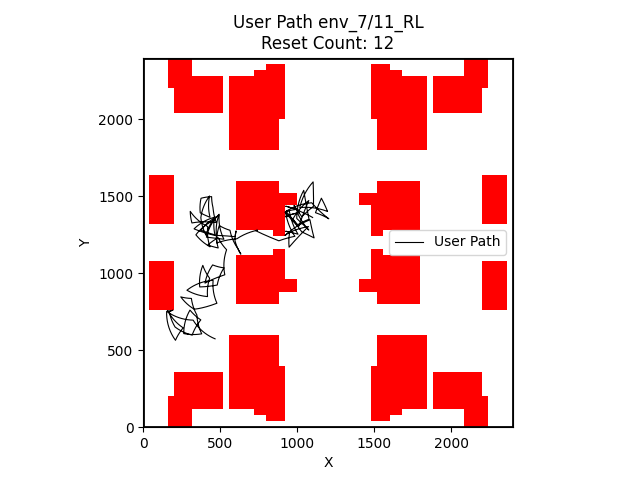 User Path env_7/11_RL
Reset Count: 12
Y
2000
1500
1000
500
0
User Path
0 500 1000 1500 2000
X